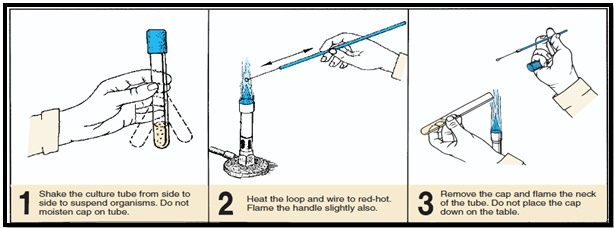 1
Shake the culture tube from side to
side to suspend organisms. Do not
moisten cap on tube.
2
Heat the loop and wire to red-hot.
Flame the handle slightly also.
3
Remove the cap and flame the neck
of the tube. Do not place the cap
down on the table.